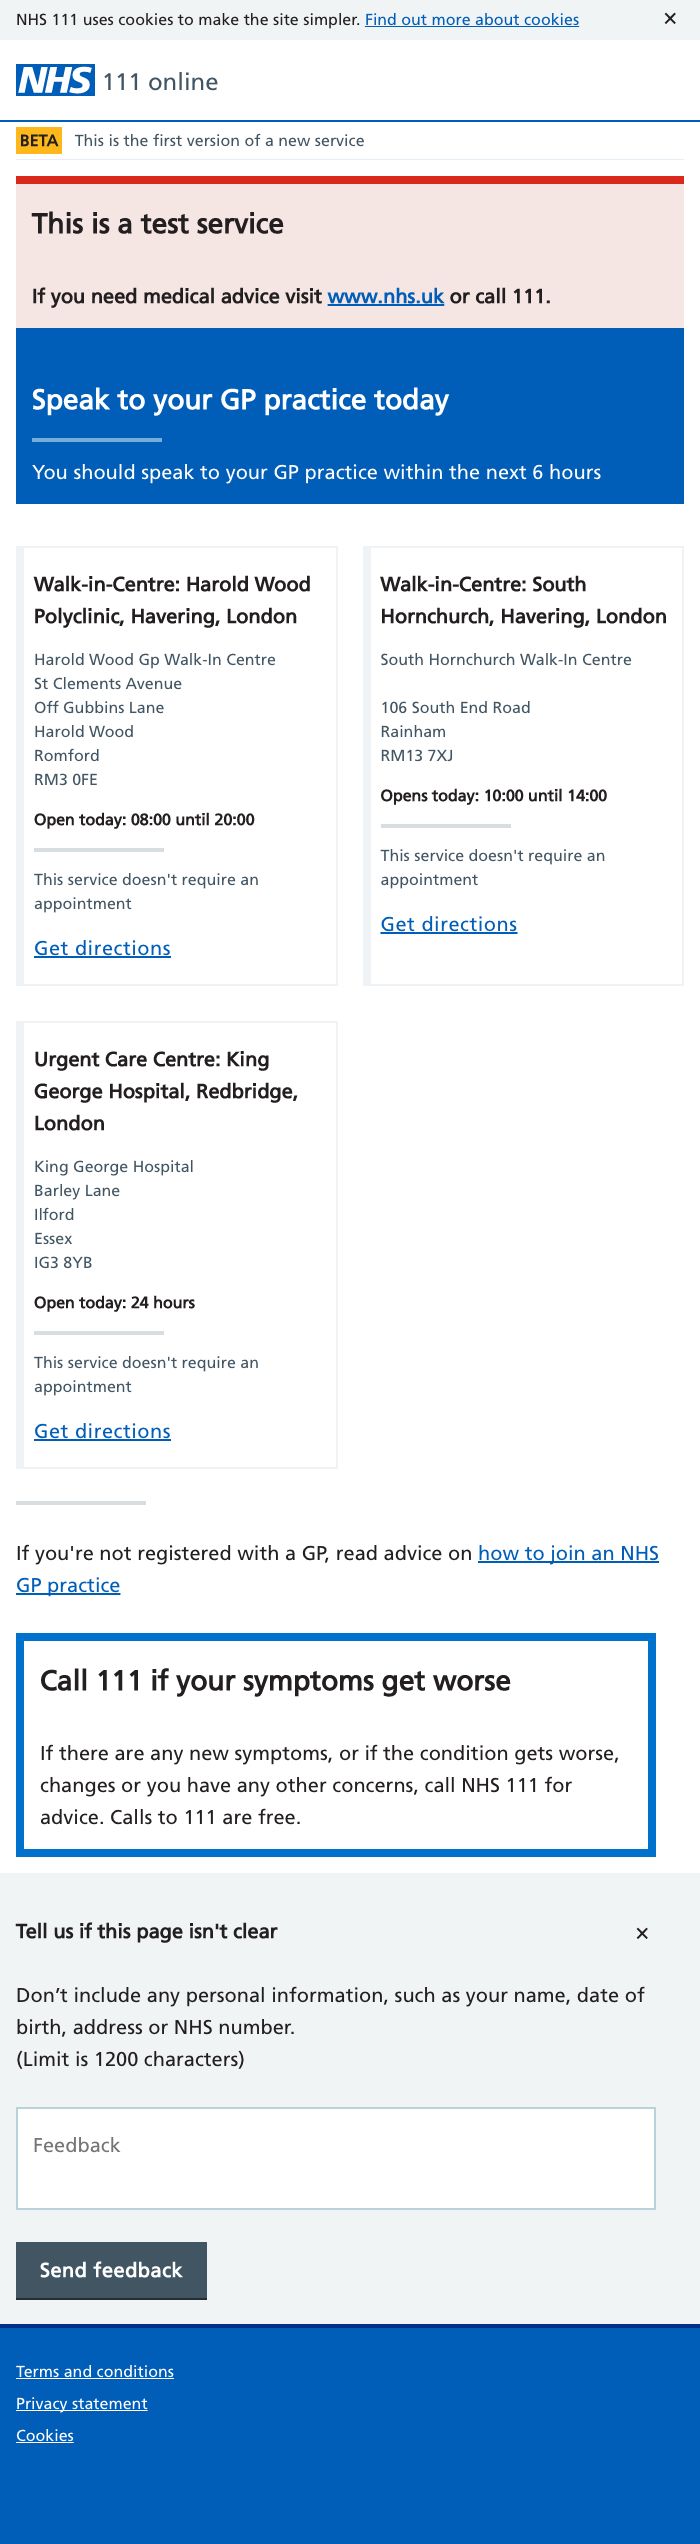 NHS 111 uses cookies to make the site simpler. Find out more about cookies ✕
NHS 111 online
BETA This is the first version of a new service
This is a test service
If you need medical advice visit www.nhs.uk or call 111.
Speak to your GP practice today
You should speak to your GP practice within the next 6 hours
Walk-in-Centre: Harold Wood
Polyclinic, Havering, London
Harold Wood Gp Walk-In Centre
St Clements Avenue
Off Gubbins Lane
Harold Wood
Romford
RM3 0FE
Open today: 08:00 until 20:00
This service doesn't require an
appointment
Get directions
Walk-in-Centre: South
Hornchurch, Havering, London
South Hornchurch Walk-In Centre
106 South End Road
Rainham
RM13 7XJ
Opens today: 10:00 until 14:00
This service doesn't require an
appointment
Get directions
Urgent Care Centre: King
George Hospital, Redbridge,
London
King George Hospital
Barley Lane
Ilford
Essex
IG3 8YB
Open today: 24 hours
This service doesn't require an
appointment
Get directions
If you're not registered with a GP, read advice on how to join an NHS
GP practice
Call 111 if your symptoms get worse
If there are any new symptoms, or if the condition gets worse,
changes or you have any other concerns, call NHS 111 for
advice. Calls to 111 are free.
Tell us if this page isn't clear ✕
Don’t include any personal information, such as your name, date of
birth, address or NHS number.
(Limit is 1200 characters)
Feedback
Send feedback
Terms and conditions
Privacy statement
Cookies